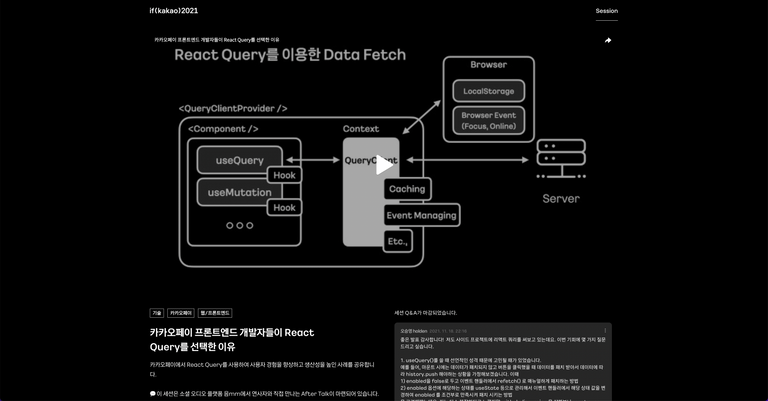 if(kakao)2021
Session
카카오페이 프론트엔드 개발자들이 React Query를 선택한 이유
React Query를 이용한 Data Fetch
Browser
LocalStorage
Browser Event
(Focus, Online)
<QueryClientProvider />
<Component />
Context
useQuery
Hook
useMutation
Hook
QueryClient
Caching
Event Managing
Etc.,
Server
기술
카카오페이
웹/프론트엔드
카카오페이 프론트엔드 개발자들이 React
Query를 선택한 이유
카카오페이에서 React Query를 사용하여 사용자 경험을 향상하고 생산성을 높인 사례를 공유합니
다.
이 세션은 소셜 오디오 플랫폼 음mm에서 연사자와 직접 만나는 After Talk이 마련되어 있습니다.
세션 Q&A가 마감되었습니다.
좋은 발표 감사합니다! 저도 사이드 프로젝트에 리액트 쿼리를 써보고 있는데요. 이번 기회에 몇 가지 질문
드리고 싶습니다.
1. useQuery()를 쓸 때 선언적인 성격 때문에 고민될 때가 있었습니다.
예를 들어, 마운트 시에는 데이터가 패치되지 않고 버튼을 클릭했을 때 데이터를 패치 받아서 데이터에 따
라 history.push 해야하는 상황을 가정해보겠습니다. 이때
1) enabled를 false로 두고 이벤트 핸들러에서 refetch() 로 매뉴얼하게 패치하는 방법
2) enabled 옵션에 해당하는 상태를 useState 등으로 관리해서 이벤트 핸들러에서 해당 상태 값을 변
경하여 enabled 를 조건부로 만족시켜 패치 시키는 방법